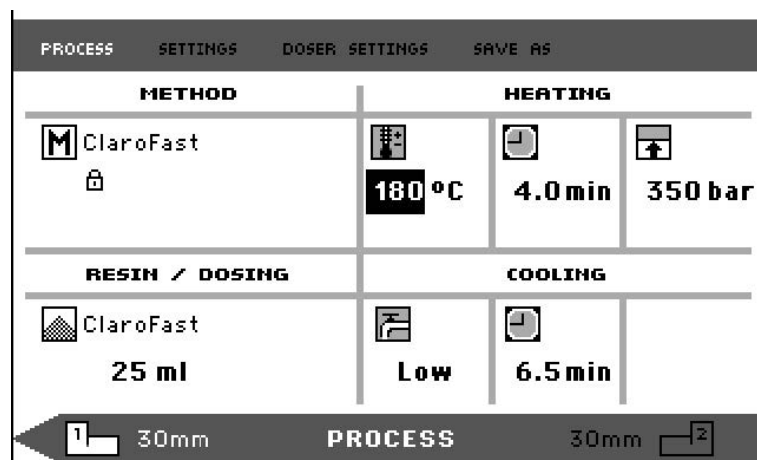 PROCESS SETTINGS DOSER SETTINGS SAVE AS
METHOD HEATING
M ClaroFast
180 ºC 4.0 min 350 bar
RESIN / DOSING COOLING
ClaroFast
25 ml Low 6.5 min
1 30mm PROCESS 30mm 2